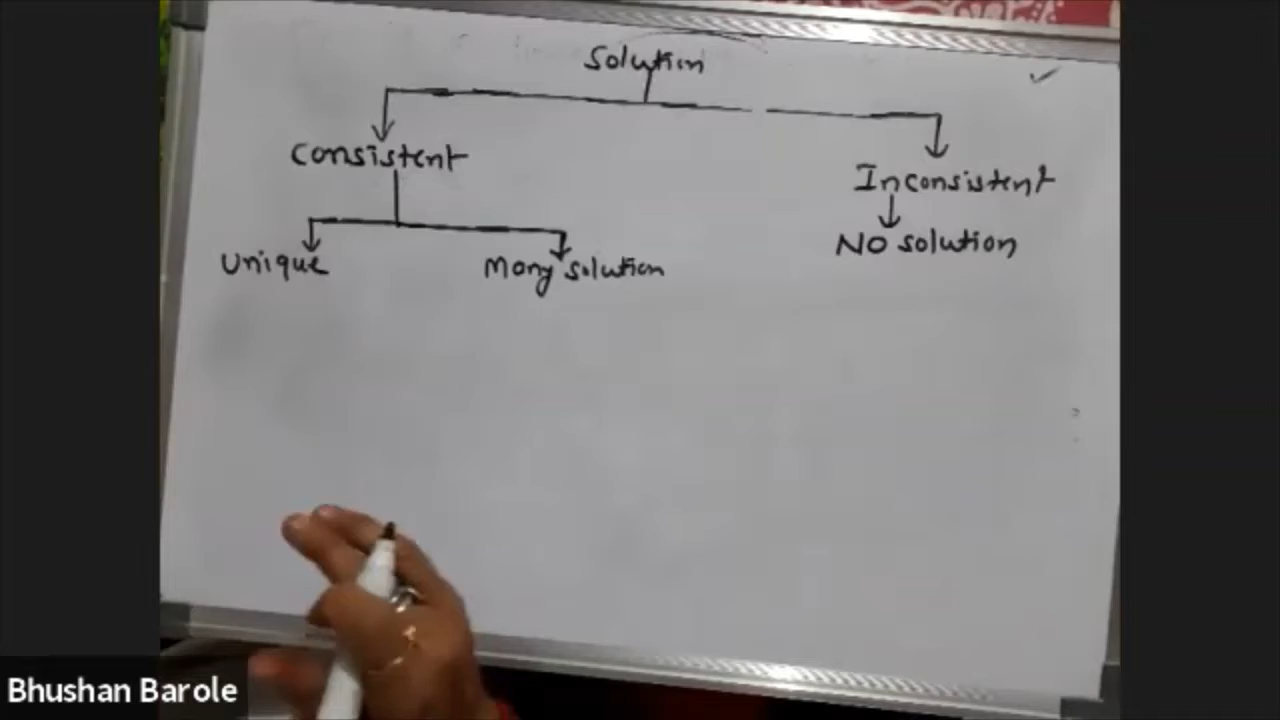 Solution
Consistent
Inconsistent
Unique
Many solution
NO solution
Bhushan Barole